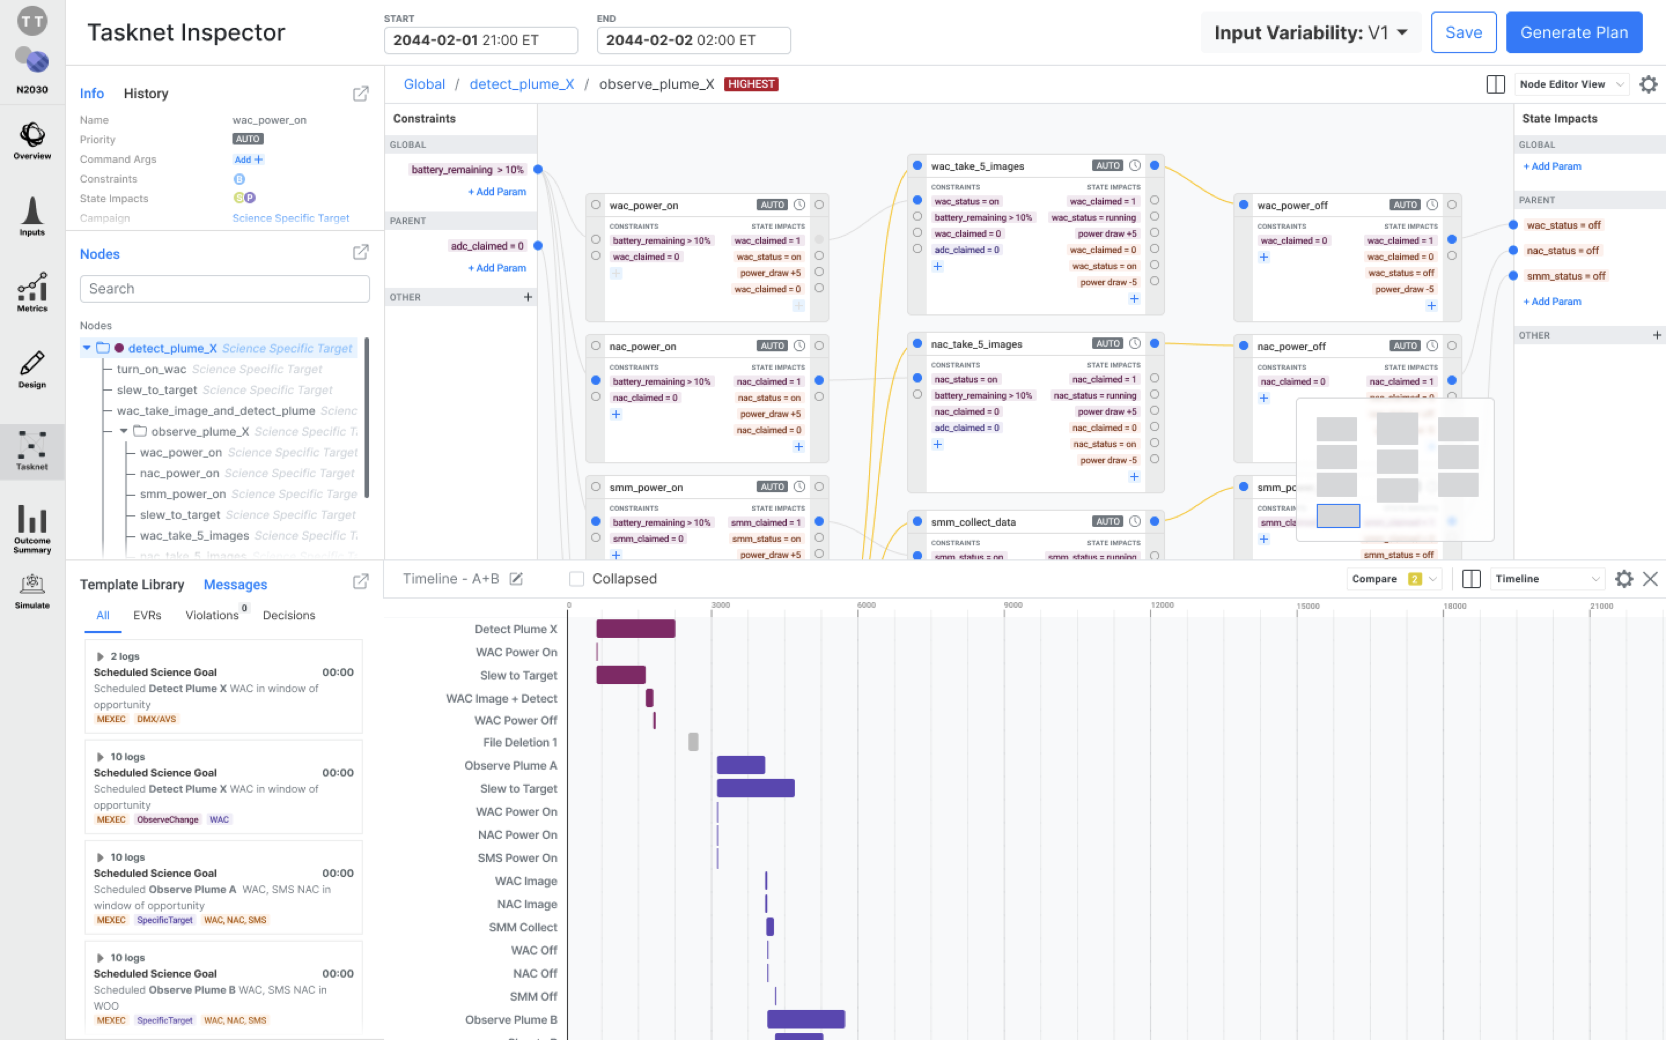 TT
N2030
Overview
Inputs
Metrics
Design
Tasknet
Outcome
Summary
Simulate
Tasknet Inspector
START
2044-02-01 21:00 ET
END
2044-02-02 02:00 ET
Input Variability: V1
Save
Generate Plan
Info History
Name wac_power_on
Priority AUTO
Command Args Add +
Constraints B
State Impacts S P
Campaign Science Specific Target
Nodes
Search
Nodes
detect_plume_X Science Specific Target
turn_on_wac Science Specific Target
slew_to_target Science Specific Target
wac_take_image_and_detect_plume Scienc
observe_plume_X Science Specific T
wac_power_on Science Specific Target
nac_power_on Science Specific Target
smm_power_on Science Specific Targe
slew_to_target Science Specific Target
wac_take_5_images Science Specific T
nac_take_5_images Science Specific T
Global / detect_plume_X / observe_plume_X HIGHEST
Node Editor View
Constraints
GLOBAL
battery_remaining > 10%
+ Add Param
PARENT
adc_claimed = 0
+ Add Param
OTHER +
wac_power_on AUTO
CONSTRAINTS STATE IMPACTS
battery_remaining > 10% wac_claimed = 1
wac_claimed = 0 wac_status = on
+ power_draw +5
wac_claimed = 0
+
nac_power_on AUTO
CONSTRAINTS STATE IMPACTS
battery_remaining > 10% nac_claimed = 1
nac_claimed = 0 nac_status = on
+ power_draw +5
nac_claimed = 0
+
smm_power_on AUTO
CONSTRAINTS STATE IMPACTS
battery_remaining > 10% smm_claimed = 1
smm_claimed = 0 smm_status = on
+ power_draw +5
wac_take_5_images AUTO
CONSTRAINTS STATE IMPACTS
wac_status = on wac_claimed = 1
battery_remaining > 10% wac_status = running
wac_claimed = 0 power draw +5
adc_claimed = 0 wac_claimed = 0
+ wac_status = on
power draw -5
+
nac_take_5_images AUTO
CONSTRAINTS STATE IMPACTS
nac_status = on nac_claimed = 1
battery_remaining > 10% nac_status = running
nac_claimed = 0 power draw +5
adc_claimed = 0 nac_claimed = 0
+ nac_status = on
power draw -5
+
smm_collect_data AUTO
CONSTRAINTS STATE IMPACTS
smm_status = on smm_status = running
wac_power_off AUTO
CONSTRAINTS STATE IMPACTS
wac_claimed = 0 wac_claimed = 1
+ wac_claimed = 0
wac_status = off
power_draw -5
+
nac_power_off AUTO
CONSTRAINTS STATE IMPACTS
nac_claimed = 0 nac_claimed = 1
+ nac_claimed = 0
smm_po
CONSTRAIN
smm_cla
+ smm_status = off
State Impacts
GLOBAL
+ Add Param
PARENT
wac_status = off
nac_status = off
smm_status = off
+ Add Param
OTHER +
Template Library Messages
All EVRs Violations 0 Decisions
2 logs
Scheduled Science Goal 00:00
Scheduled Detect Plume X WAC in window of
opportunity
MEXEC DMX/AVS
10 logs
Scheduled Science Goal 00:00
Scheduled Detect Plume X WAC in window of
opportunity
MEXEC ObserveChange WAC
10 logs
Scheduled Science Goal 00:00
Scheduled Observe Plume A WAC, SMS NAC in
window of opportunity
MEXEC SpecificTarget WAC, NAC, SMS
10 logs
Scheduled Science Goal 00:00
Scheduled Observe Plume B WAC, SMS NAC in
WOO
MEXEC SpecificTarget WAC, NAC, SMS
Timeline - A+B Collapsed
Compare 2 Timeline
0 3000 6000 9000 12000 15000 18000 21000
Detect Plume X
WAC Power On
Slew to Target
WAC Image + Detect
WAC Power Off
File Deletion 1
Observe Plume A
Slew to Target
WAC Power On
NAC Power On
SMS Power On
WAC Image
NAC Image
SMM Collect
WAC Off
NAC Off
SMM Off
Observe Plume B